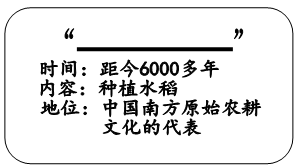 “____________”
时间：距今6000多年
内容：种植水稻
地位：中国南方原始农耕
文化的代表